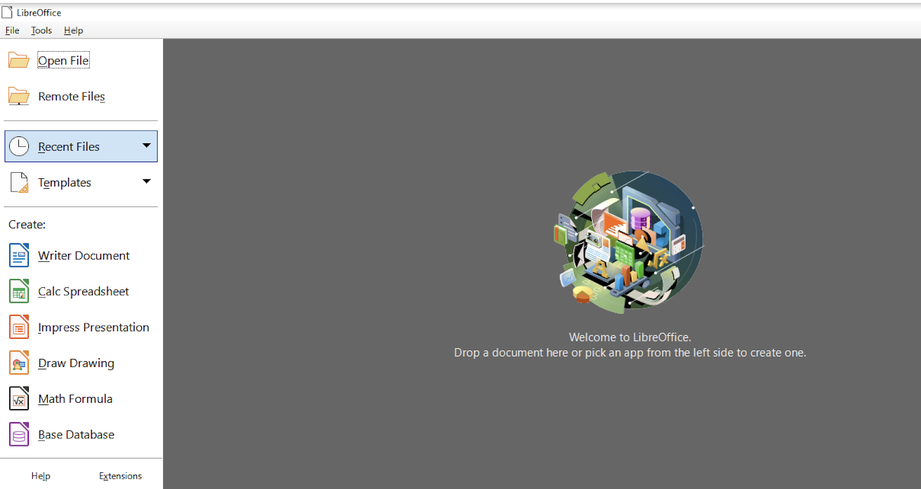 LibreOffice
File Tools Help
Open File
Remote Files
Recent Files
Templates
Create:
Writer Document
Calc Spreadsheet
Impress Presentation
Draw Drawing
Math Formula
Base Database
Help Extensions
Welcome to LibreOffice.
Drop a document here or pick an app from the left side to create one.